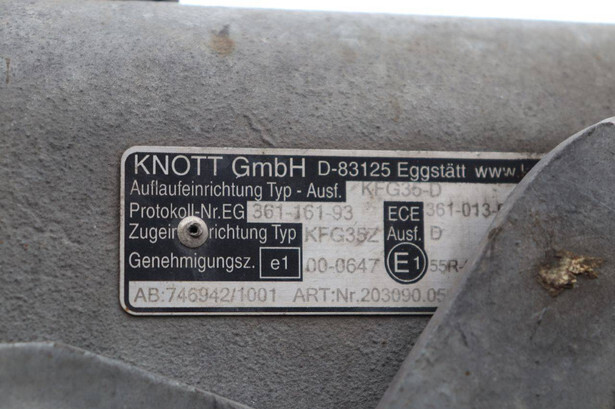 KNOTT GmbH D-83125 Eggstätt www.
Auflaufeinrichtung Typ - Ausf. KFG35-D
Protokoll-Nr.EG 361-161-93 ECE 361-013-
Zugeinrichtung Typ KFG35Z Ausf. D
Genehmigungsz. e1 00-0647 E1 55R-
AB:746942/1001 ART:Nr.203090.05